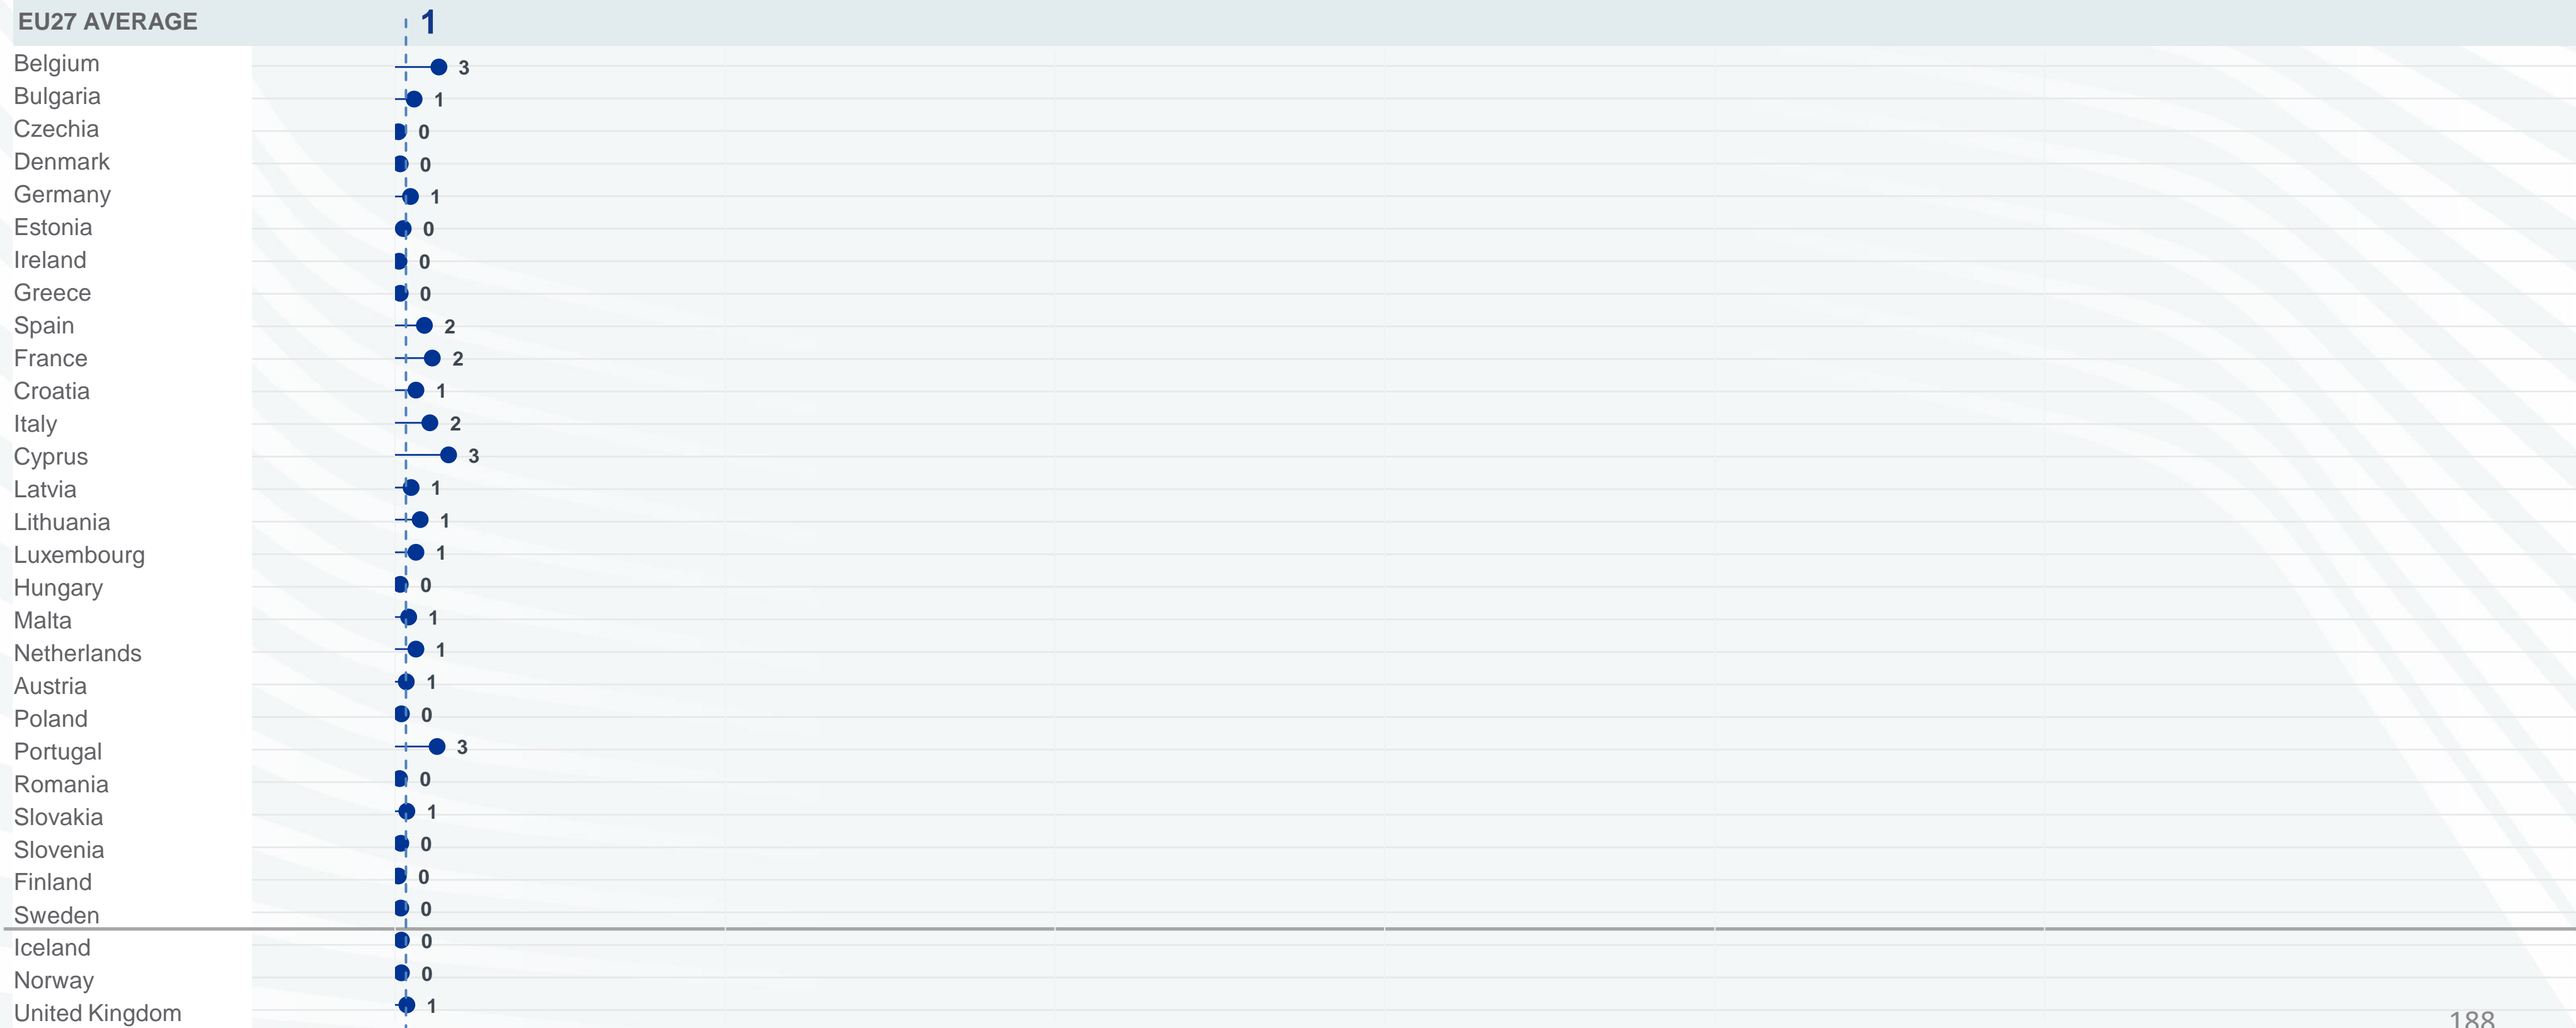 EU27 AVERAGE 1
Belgium 3
Bulgaria 1
Czechia 0
Denmark 0
Germany 1
Estonia 0
Ireland 0
Greece 0
Spain 2
France 2
Croatia 1
Italy 2
Cyprus 3
Latvia 1
Lithuania 1
Luxembourg 1
Hungary 0
Malta 1
Netherlands 1
Austria 1
Poland 0
Portugal 3
Romania 0
Slovakia 1
Slovenia 0
Finland 0
Sweden 0
Iceland 0
Norway 0
United Kingdom 1
188